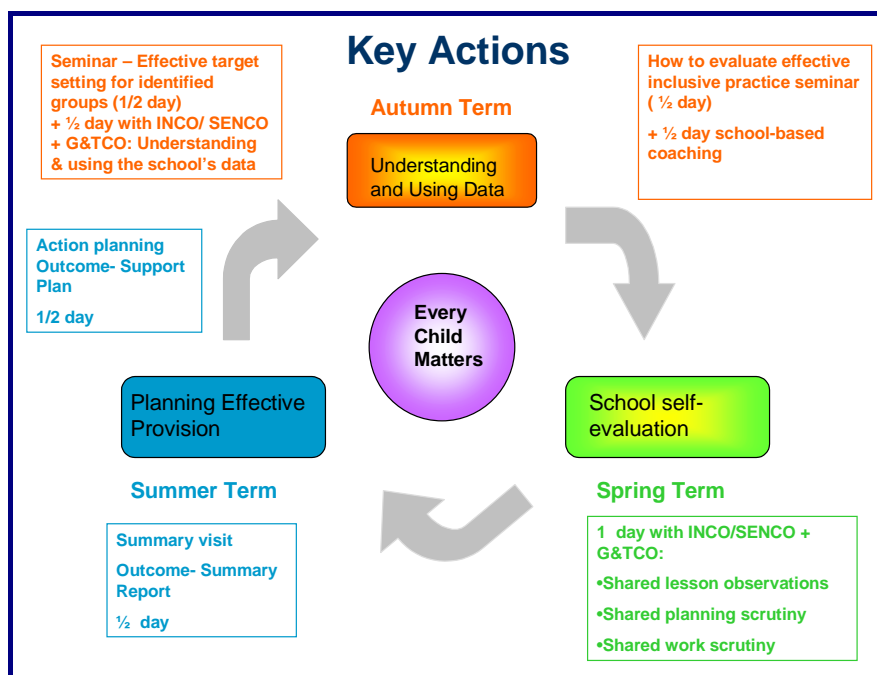 Key Actions
Seminar – Effective target
setting for identified
groups (1/2 day)
+ ½ day with INCO/ SENCO
+ G&TCO: Understanding
& using the school's data
Autumn Term
Understanding
and Using Data
How to evaluate effective
inclusive practice seminar
( ½ day)
+ ½ day school-based
coaching
Action planning
Outcome- Support
Plan
1/2 day
Every
Child
Matters
Planning Effective
Provision
School self-
evaluation
Summer Term
Spring Term
Summary visit
Outcome- Summary
Report
½ day
1 day with INCO/SENCO +
G&TCO:
•Shared lesson observations
•Shared planning scrutiny
•Shared work scrutiny